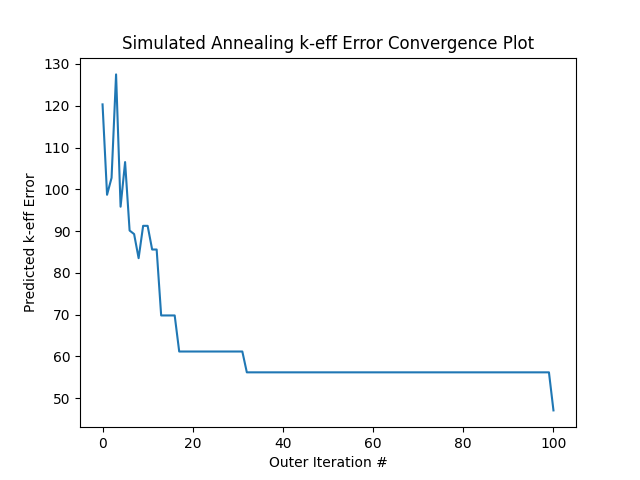 Simulated Annealing k-eff Error Convergence Plot
130
120
110
100
90
80
70
60
50
Predicted k-eff Error
0 20 40 60 80 100
Outer Iteration #